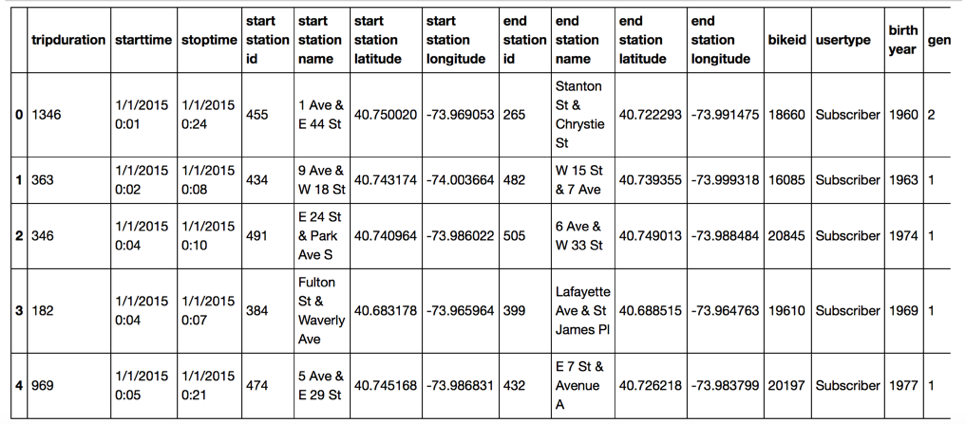 tripduration starttime stoptime start station id start station name start station latitude start station longitude end station id end station name end station latitude end station longitude bikeid usertype birth year gen
0 1346 1/1/2015 0:01 1/1/2015 0:24 455 1 Ave & E 44 St 40.750020 -73.969053 265 Stanton St & Chrystie St 40.722293 -73.991475 18660 Subscriber 1960 2
1 363 1/1/2015 0:02 1/1/2015 0:08 434 9 Ave & W 18 St 40.743174 -74.003664 482 W 15 St & 7 Ave 40.739355 -73.999318 16085 Subscriber 1963 1
2 346 1/1/2015 0:04 1/1/2015 0:10 491 E 24 St & Park Ave S 40.740964 -73.986022 505 6 Ave & W 33 St 40.749013 -73.988484 20845 Subscriber 1974 1
3 182 1/1/2015 0:04 1/1/2015 0:07 384 Fulton St & Waverly Ave 40.683178 -73.965964 399 Lafayette Ave & St James Pl 40.688515 -73.964763 19610 Subscriber 1969 1
4 969 1/1/2015 0:05 1/1/2015 0:21 474 5 Ave & E 29 St 40.745168 -73.986831 432 E 7 St & Avenue A 40.726218 -73.983799 20197 Subscriber 1977 1